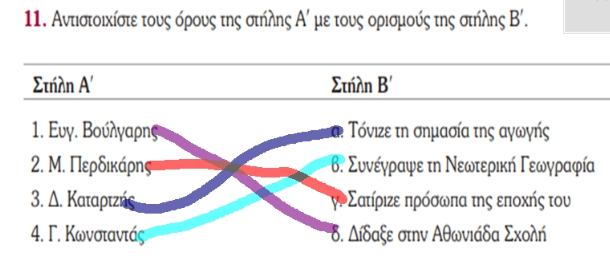 11. Αντιστοιχίστε τους όρους της στήλης Α′ με τους ορισμούς της στήλης Β′.
Στήλη Α′ Στήλη Β′
1. Ευγ. Βούλγαρης α. Τόνιζε τη σημασία της αγωγής
2. Μ. Περδικάρης β. Συνέγραψε τη Νεωτερική Γεωγραφία
3. Δ. Καταρτζής γ. Σατίριζε πρόσωπα της εποχής του
4. Γ. Κωνσταντάς δ. Δίδαξε στην Αθωνιάδα Σχολή